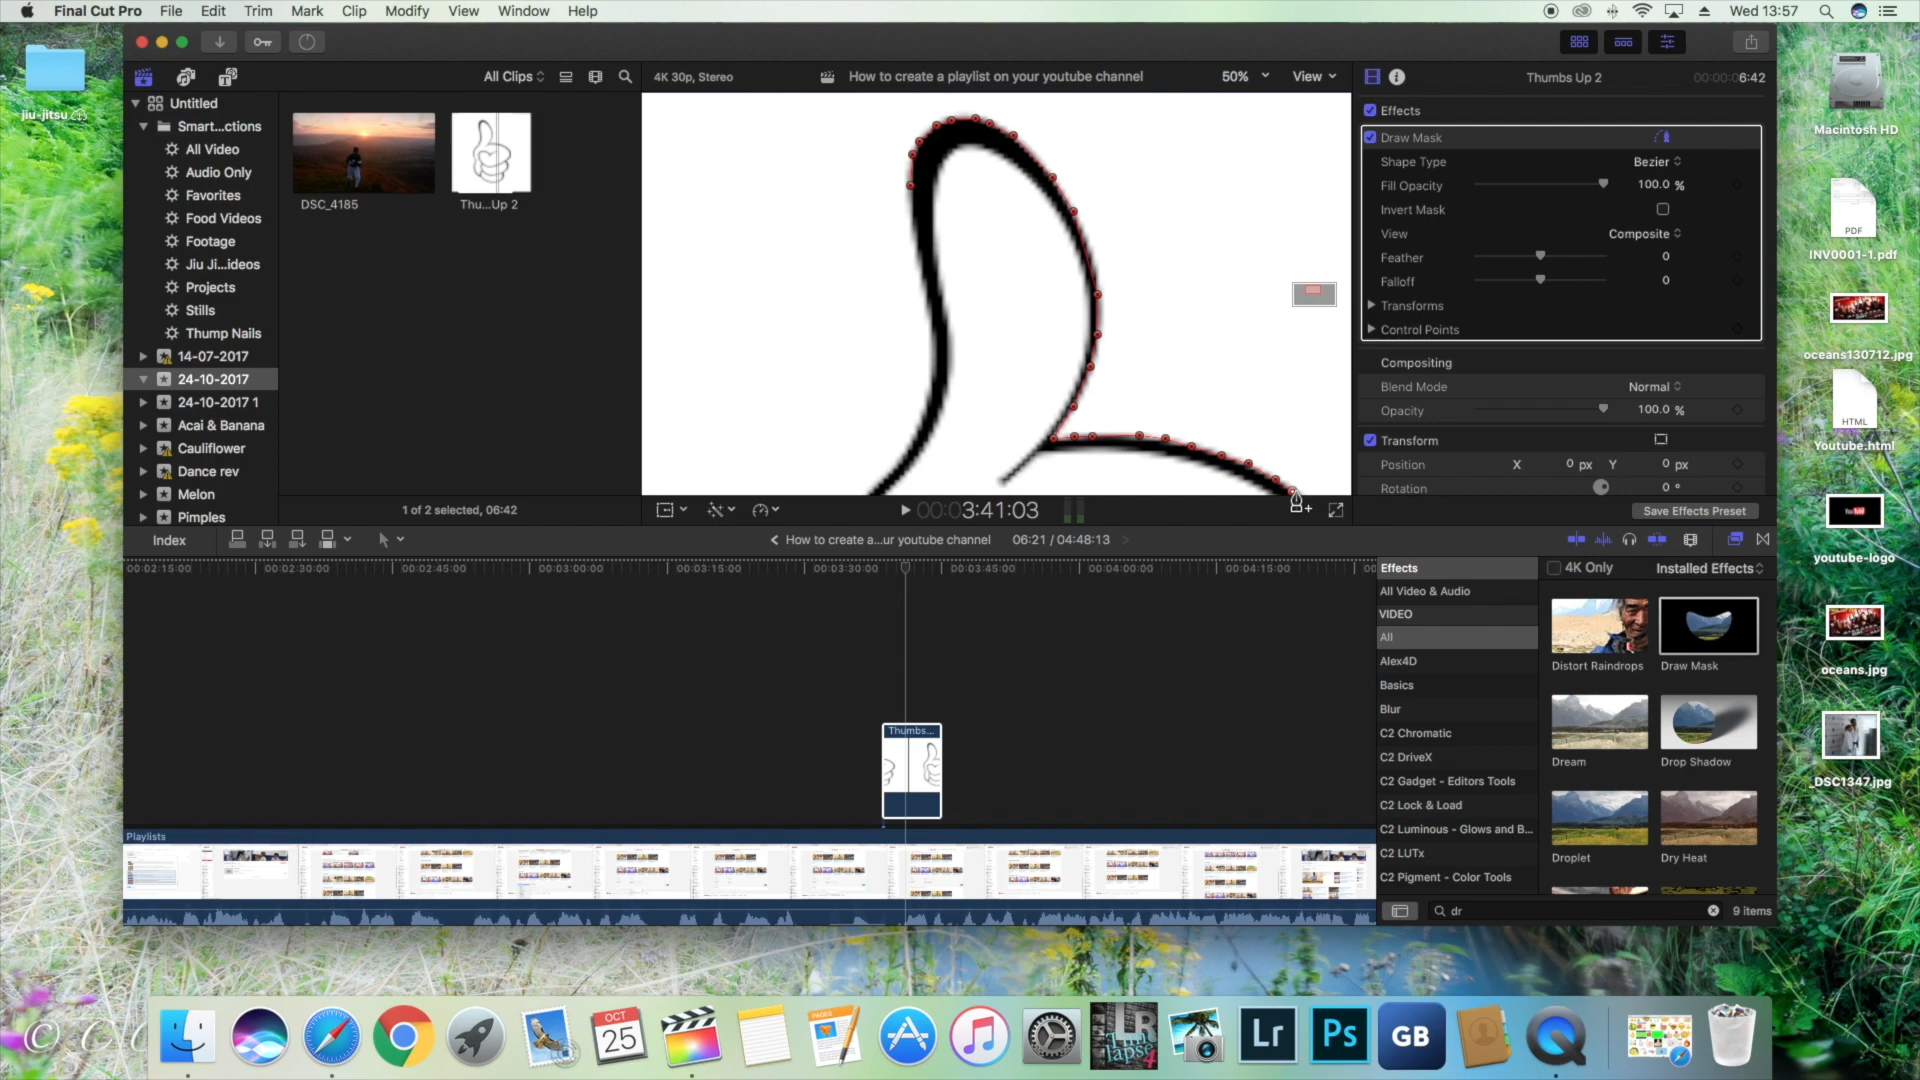 Final Cut Pro File Edit Trim Mark Clip Modify View Window Help Wed 13:57
All Clips 4K 30p, Stereo How to create a playlist on your youtube channel 50% View Thumbs Up 2 00:00:06:42
Untitled
Smart...ctions
All Video
Audio Only
Favorites
Food Videos
Footage
Jiu Ji...ideos
Projects
Stills
Thump Nails
14-07-2017
24-10-2017
24-10-2017 1
Acai & Banana
Cauliflower
Dance rev
Melon
Pimples
DSC_4185 Thu...Up 2
1 of 2 selected, 06:42
00:00 3:41:03
Effects
Draw Mask
Shape Type Bezier
Fill Opacity 100.0 %
Invert Mask
View Composite
Feather 0
Falloff 0
Transforms
Control Points
Compositing
Blend Mode Normal
Opacity 100.0 %
Transform
Position X 0 px Y 0 px
Rotation 0 °
Save Effects Preset
Index How to create a...ur youtube channel 06:21 / 04:48:13
00:02:15:00 00:02:30:00 00:02:45:00 00:03:00:00 00:03:15:00 00:03:30:00 00:03:45:00 00:04:00:00 00:04:15:00 00
Thumbs...
Playlists
Effects 4K Only Installed Effects
All Video & Audio
VIDEO
All
Alex4D
Basics
Blur
C2 Chromatic
C2 DriveX
C2 Gadget - Editors Tools
C2 Lock & Load
C2 Luminous - Glows and B...
C2 LUTx
C2 Pigment - Color Tools
Distort Raindrops Draw Mask
Dream Drop Shadow
Droplet Dry Heat
dr 9 items
jiu-jitsu
Macintosh HD
PDF
INV0001-1.pdf
oceans130712.jpg
HTML
Youtube.html
youtube-logo
oceans.jpg
_DSC1347.jpg
OCT
25
PAGES
LR
lapse
4
Lr
Ps
GB
© C